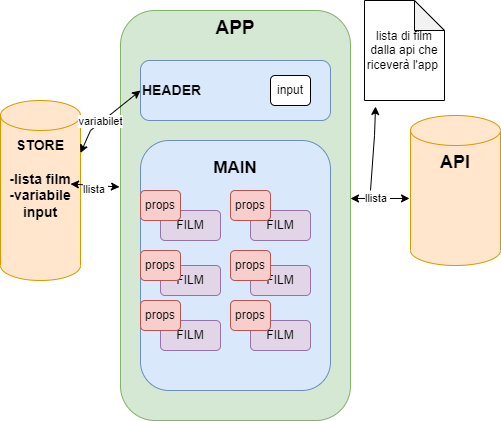 APP
lista di film
dalla api che
riceverà l'app
HEADER
input
variabilet
STORE
-lista film
-variabile
input
llista
MAIN
props
FILM
props
FILM
props
FILM
props
FILM
props
FILM
props
FILM
llista
API